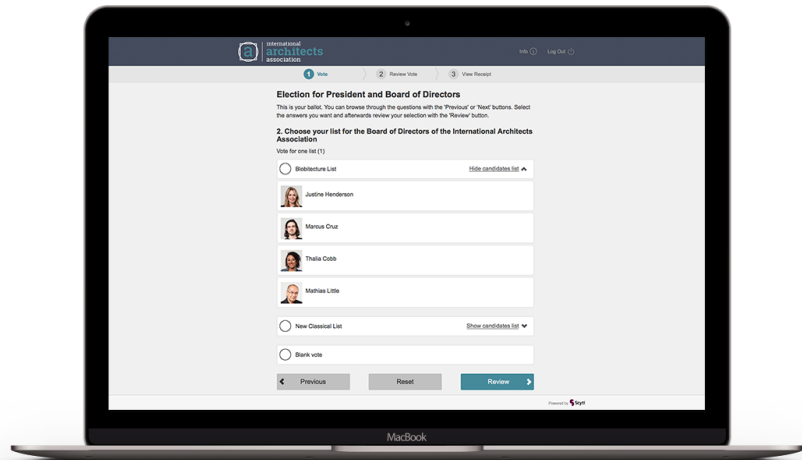 international
architects
association
a
Info i
Log Out
1 Vote
2 Review Vote
3 View Receipt
Election for President and Board of Directors
This is your ballot. You can browse through the questions with the 'Previous' or 'Next' buttons. Select
the answers you want and afterwards review your selection with the 'Review' button.
2. Choose your list for the Board of Directors of the International Architects
Association
Vote for one list (1)
Blobitecture List
Hide candidates list
Justine Henderson
Marcus Cruz
Thalia Cobb
Mathias Little
New Classical List
Show candidates list
Blank vote
Previous
Reset
Review
Powered by Scytl
MacBook